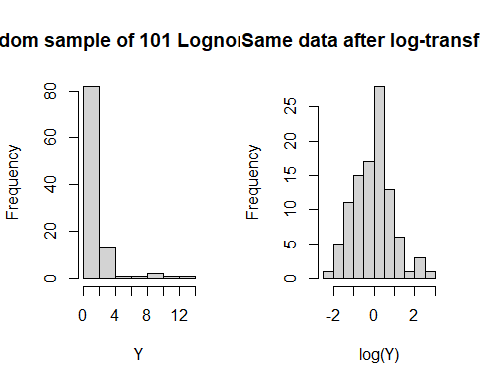 dom sample of 101 Lognor
Same data after log-transf
Frequency
0 20 40 60 80
0 4 8 12
Y
Frequency
0 5 10 15 20 25
-2 0 2
log(Y)